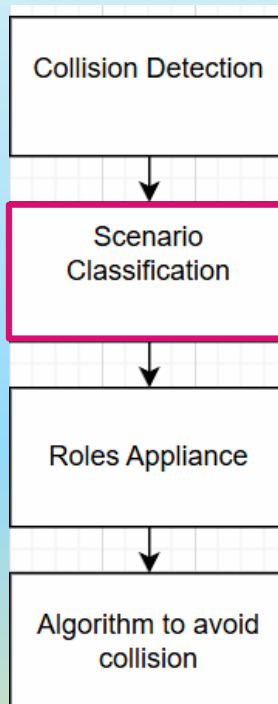 Collision Detection
Scenario
Classification
Roles Appliance
Algorithm to avoid
collision